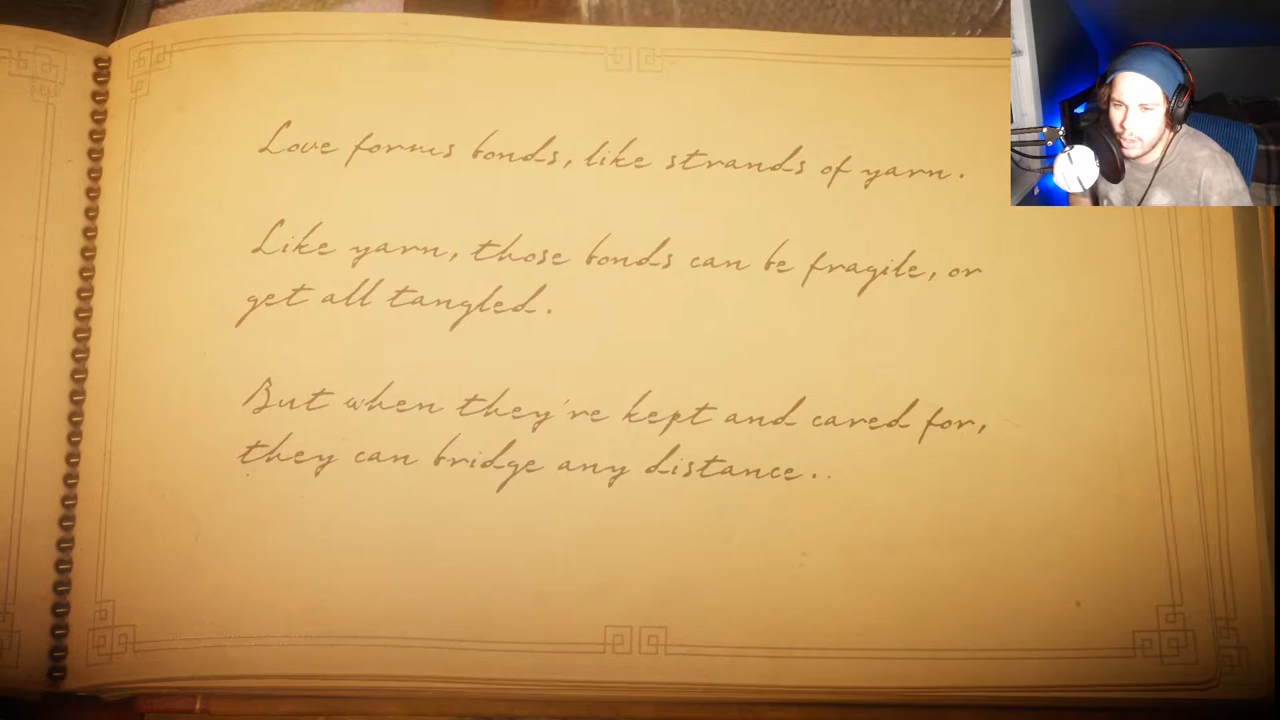 Love forms bonds, like strands of yarn.
Like yarn, those bonds can be fragile, or
get all tangled.
But when they're kept and cared for,
they can bridge any distance..